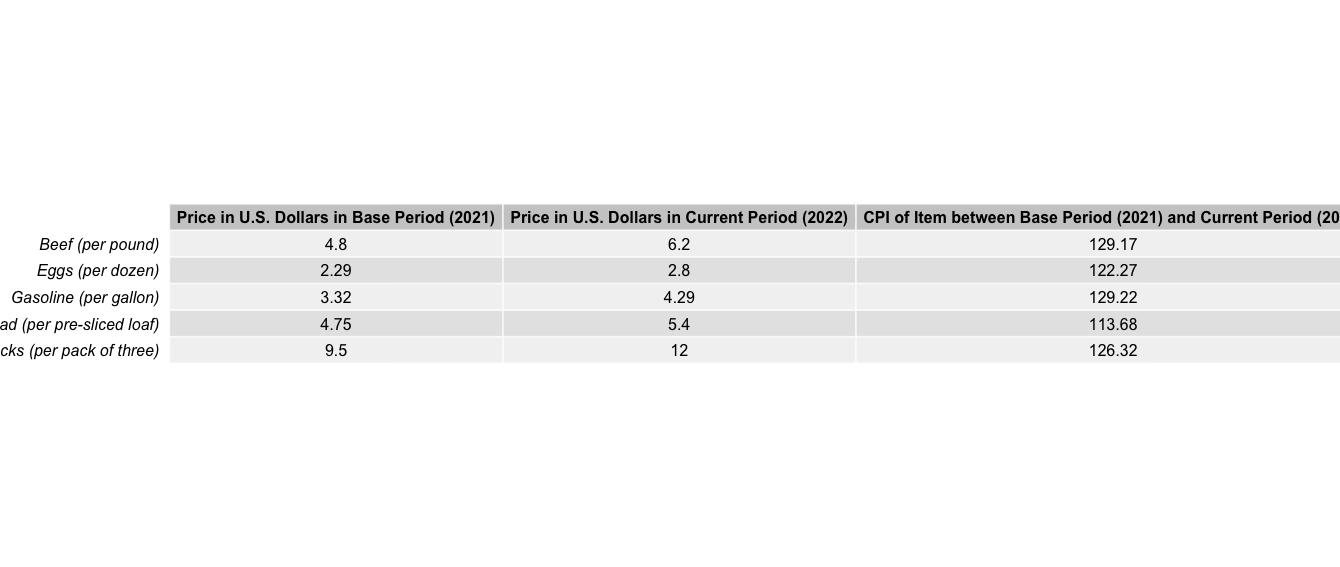 Price in U.S. Dollars in Base Period (2021) Price in U.S. Dollars in Current Period (2022) CPI of Item between Base Period (2021) and Current Period
Beef (per pound) 4.8 6.2 129.17
Eggs (per dozen) 2.29 2.8 122.27
Gasoline (per gallon) 3.32 4.29 129.22
(per pre-sliced loaf) 4.75 5.4 113.68
(per pack of three) 9.5 12 126.32